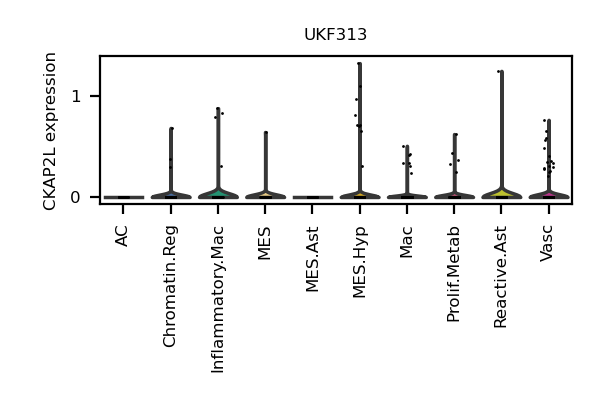 UKF313
CKAP2L expression
1
0
AC
Chromatin.Reg
Inflammatory.Mac
MES
MES.Ast
MES.Hyp
Mac
Prolif.Metab
Reactive.Ast
Vasc